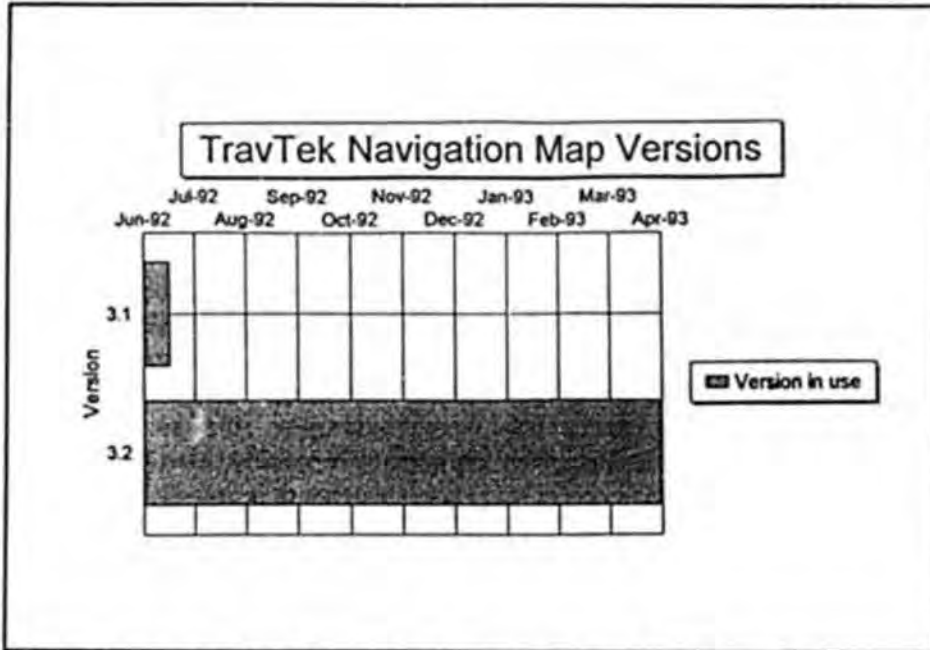 TravTek Navigation Map Versions
Jul-92 Sep-92 Nov-92 Jan-93 Mar-93
Jun-92 Aug-92 Oct-92 Dec-92 Feb-93 Apr-93
3.1
Version
3.2
Version in use